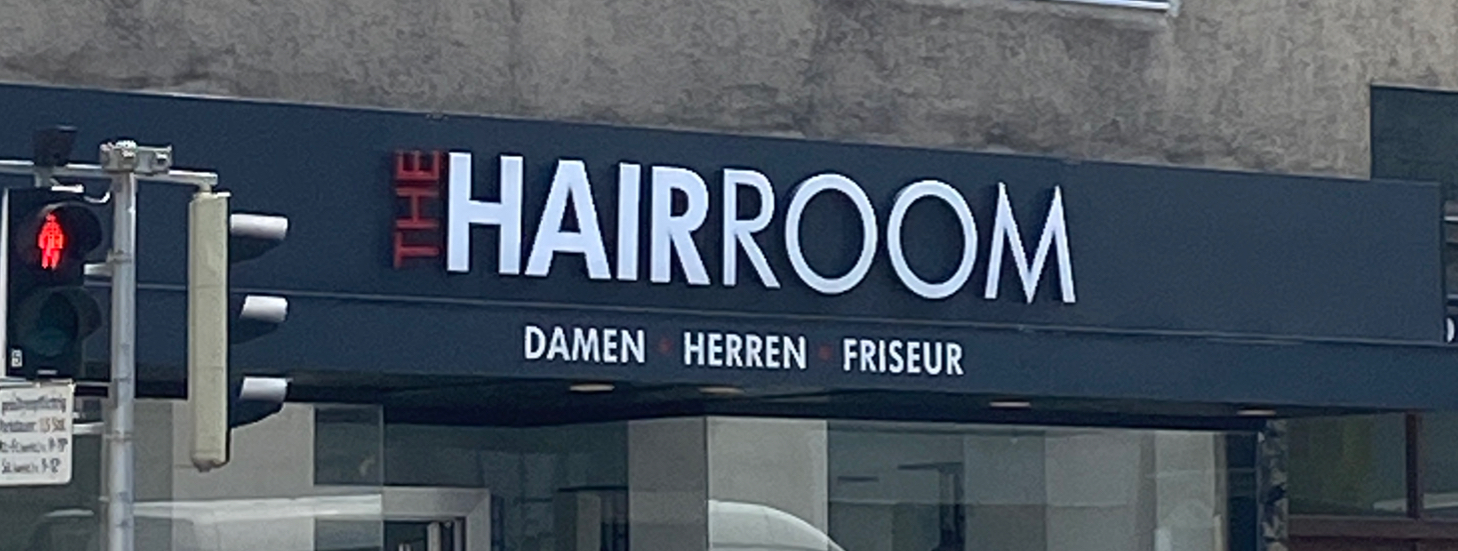 THE HAIRROOM
DAMEN • HERREN • FRISEUR